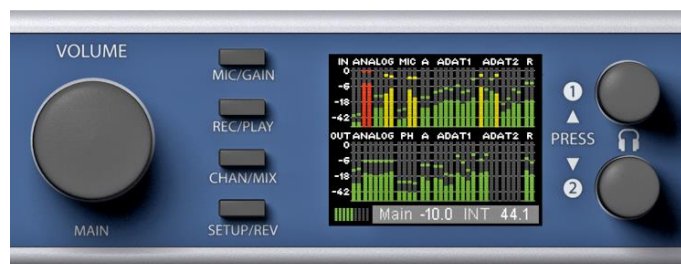 VOLUME
MAIN
MIC/GAIN
REC/PLAY
CHAN/MIX
SETUP/REV
IN ANALOG MIC A ADAT1 ADAT2 R
0
-6
-18
-42
OUT ANALOG PH A ADAT1 ADAT2 R
0
-6
-18
-42
Main -10.0 INT 44.1
1
PRESS
2